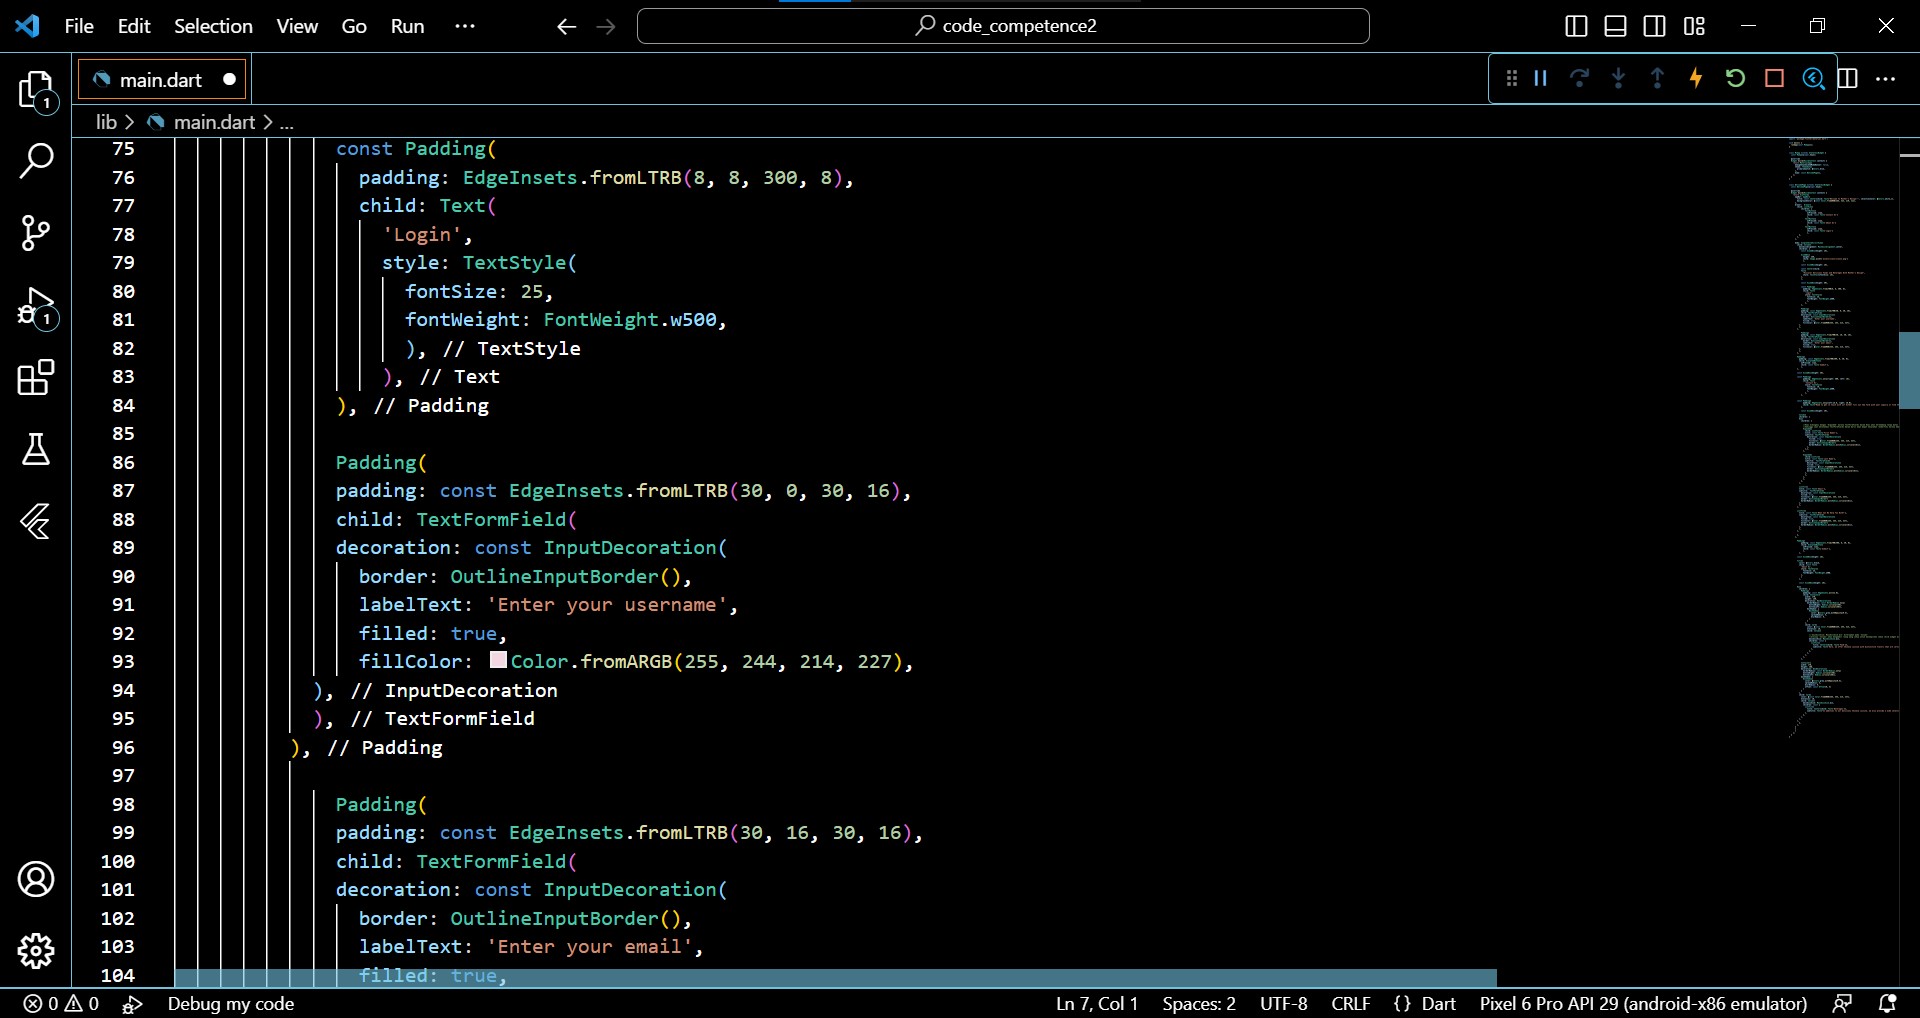 File Edit Selection View Go Run ··· code_competence2
main.dart
lib > main.dart > ...
75 const Padding(
76 padding: EdgeInsets.fromLTRB(8, 8, 300, 8),
77 child: Text(
78 'Login',
79 style: TextStyle(
80 fontSize: 25,
81 fontWeight: FontWeight.w500,
82 ), // TextStyle
83 ), // Text
84 ), // Padding
85
86 Padding(
87 padding: const EdgeInsets.fromLTRB(30, 0, 30, 16),
88 child: TextFormField(
89 decoration: const InputDecoration(
90 border: OutlineInputBorder(),
91 labelText: 'Enter your username',
92 filled: true,
93 fillColor: Color.fromARGB(255, 244, 214, 227),
94 ), // InputDecoration
95 ), // TextFormField
96 ), // Padding
97
98 Padding(
99 padding: const EdgeInsets.fromLTRB(30, 16, 30, 16),
100 child: TextFormField(
101 decoration: const InputDecoration(
102 border: OutlineInputBorder(),
103 labelText: 'Enter your email',
104 filled: true,
1
1
0 0 Debug my code Ln 7, Col 1 Spaces: 2 UTF-8 CRLF {} Dart Pixel 6 Pro API 29 (android-x86 emulator)